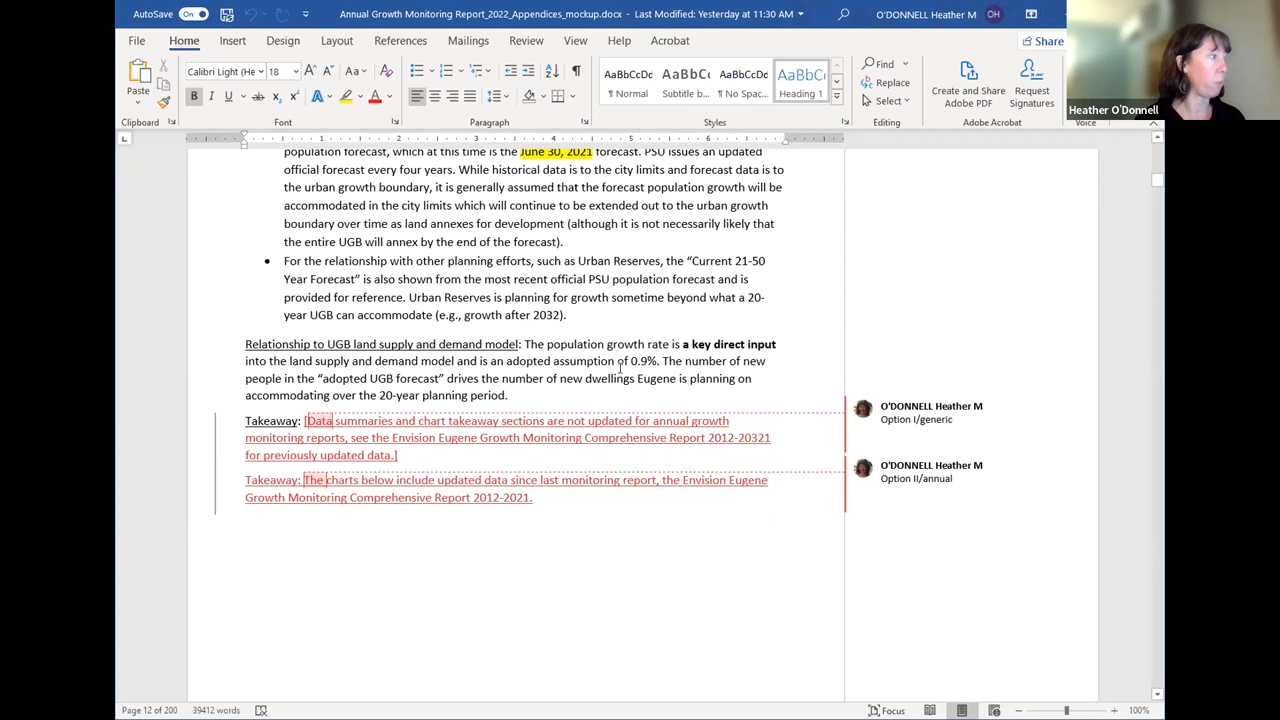 AutoSave On Annual Growth Monitoring Report_2022_Appendices_mockup.docx - Last Modified: Yesterday at 11:30 AM O'DONNELL Heather M OH
File Home Insert Design Layout References Mailings Review View Help Acrobat Share
Calibri Light (He 18 Aa
AaBbCcDd AaBbCc AaBbCcDd AaBbC
Find
Replace
Select
Paste
B I U ab x2 x2 A A
¶ Normal Subtitle b... ¶ No Spac... Heading 1
Create and Share Adobe PDF
Request Signatures
Clipboard Font Paragraph Styles Editing Adobe Acrobat Voice
Heather O'Donnell
1 2 3 4 5 6
population forecast, which at this time is the June 30, 2021 forecast. PSU issues an updated
official forecast every four years. While historical data is to the city limits and forecast data is to
the urban growth boundary, it is generally assumed that the forecast population growth will be
accommodated in the city limits which will continue to be extended out to the urban growth
boundary over time as land annexes for development (although it is not necessarily likely that
the entire UGB will annex by the end of the forecast).
• For the relationship with other planning efforts, such as Urban Reserves, the “Current 21-50
Year Forecast” is also shown from the most recent official PSU population forecast and is
provided for reference. Urban Reserves is planning for growth sometime beyond what a 20-
year UGB can accommodate (e.g., growth after 2032).
Relationship to UGB land supply and demand model: The population growth rate is a key direct input
into the land supply and demand model and is an adopted assumption of 0.9%. The number of new
people in the “adopted UGB forecast” drives the number of new dwellings Eugene is planning on
accommodating over the 20-year planning period.
Takeaway: [Data summaries and chart takeaway sections are not updated for annual growth
monitoring reports, see the Envision Eugene Growth Monitoring Comprehensive Report 2012-20321
for previously updated data.]
Takeaway: The charts below include updated data since last monitoring report, the Envision Eugene
Growth Monitoring Comprehensive Report 2012-2021.
O'DONNELL Heather M
Option I/generic
O'DONNELL Heather M
Option II/annual
Page 12 of 200 39412 words Focus 100%